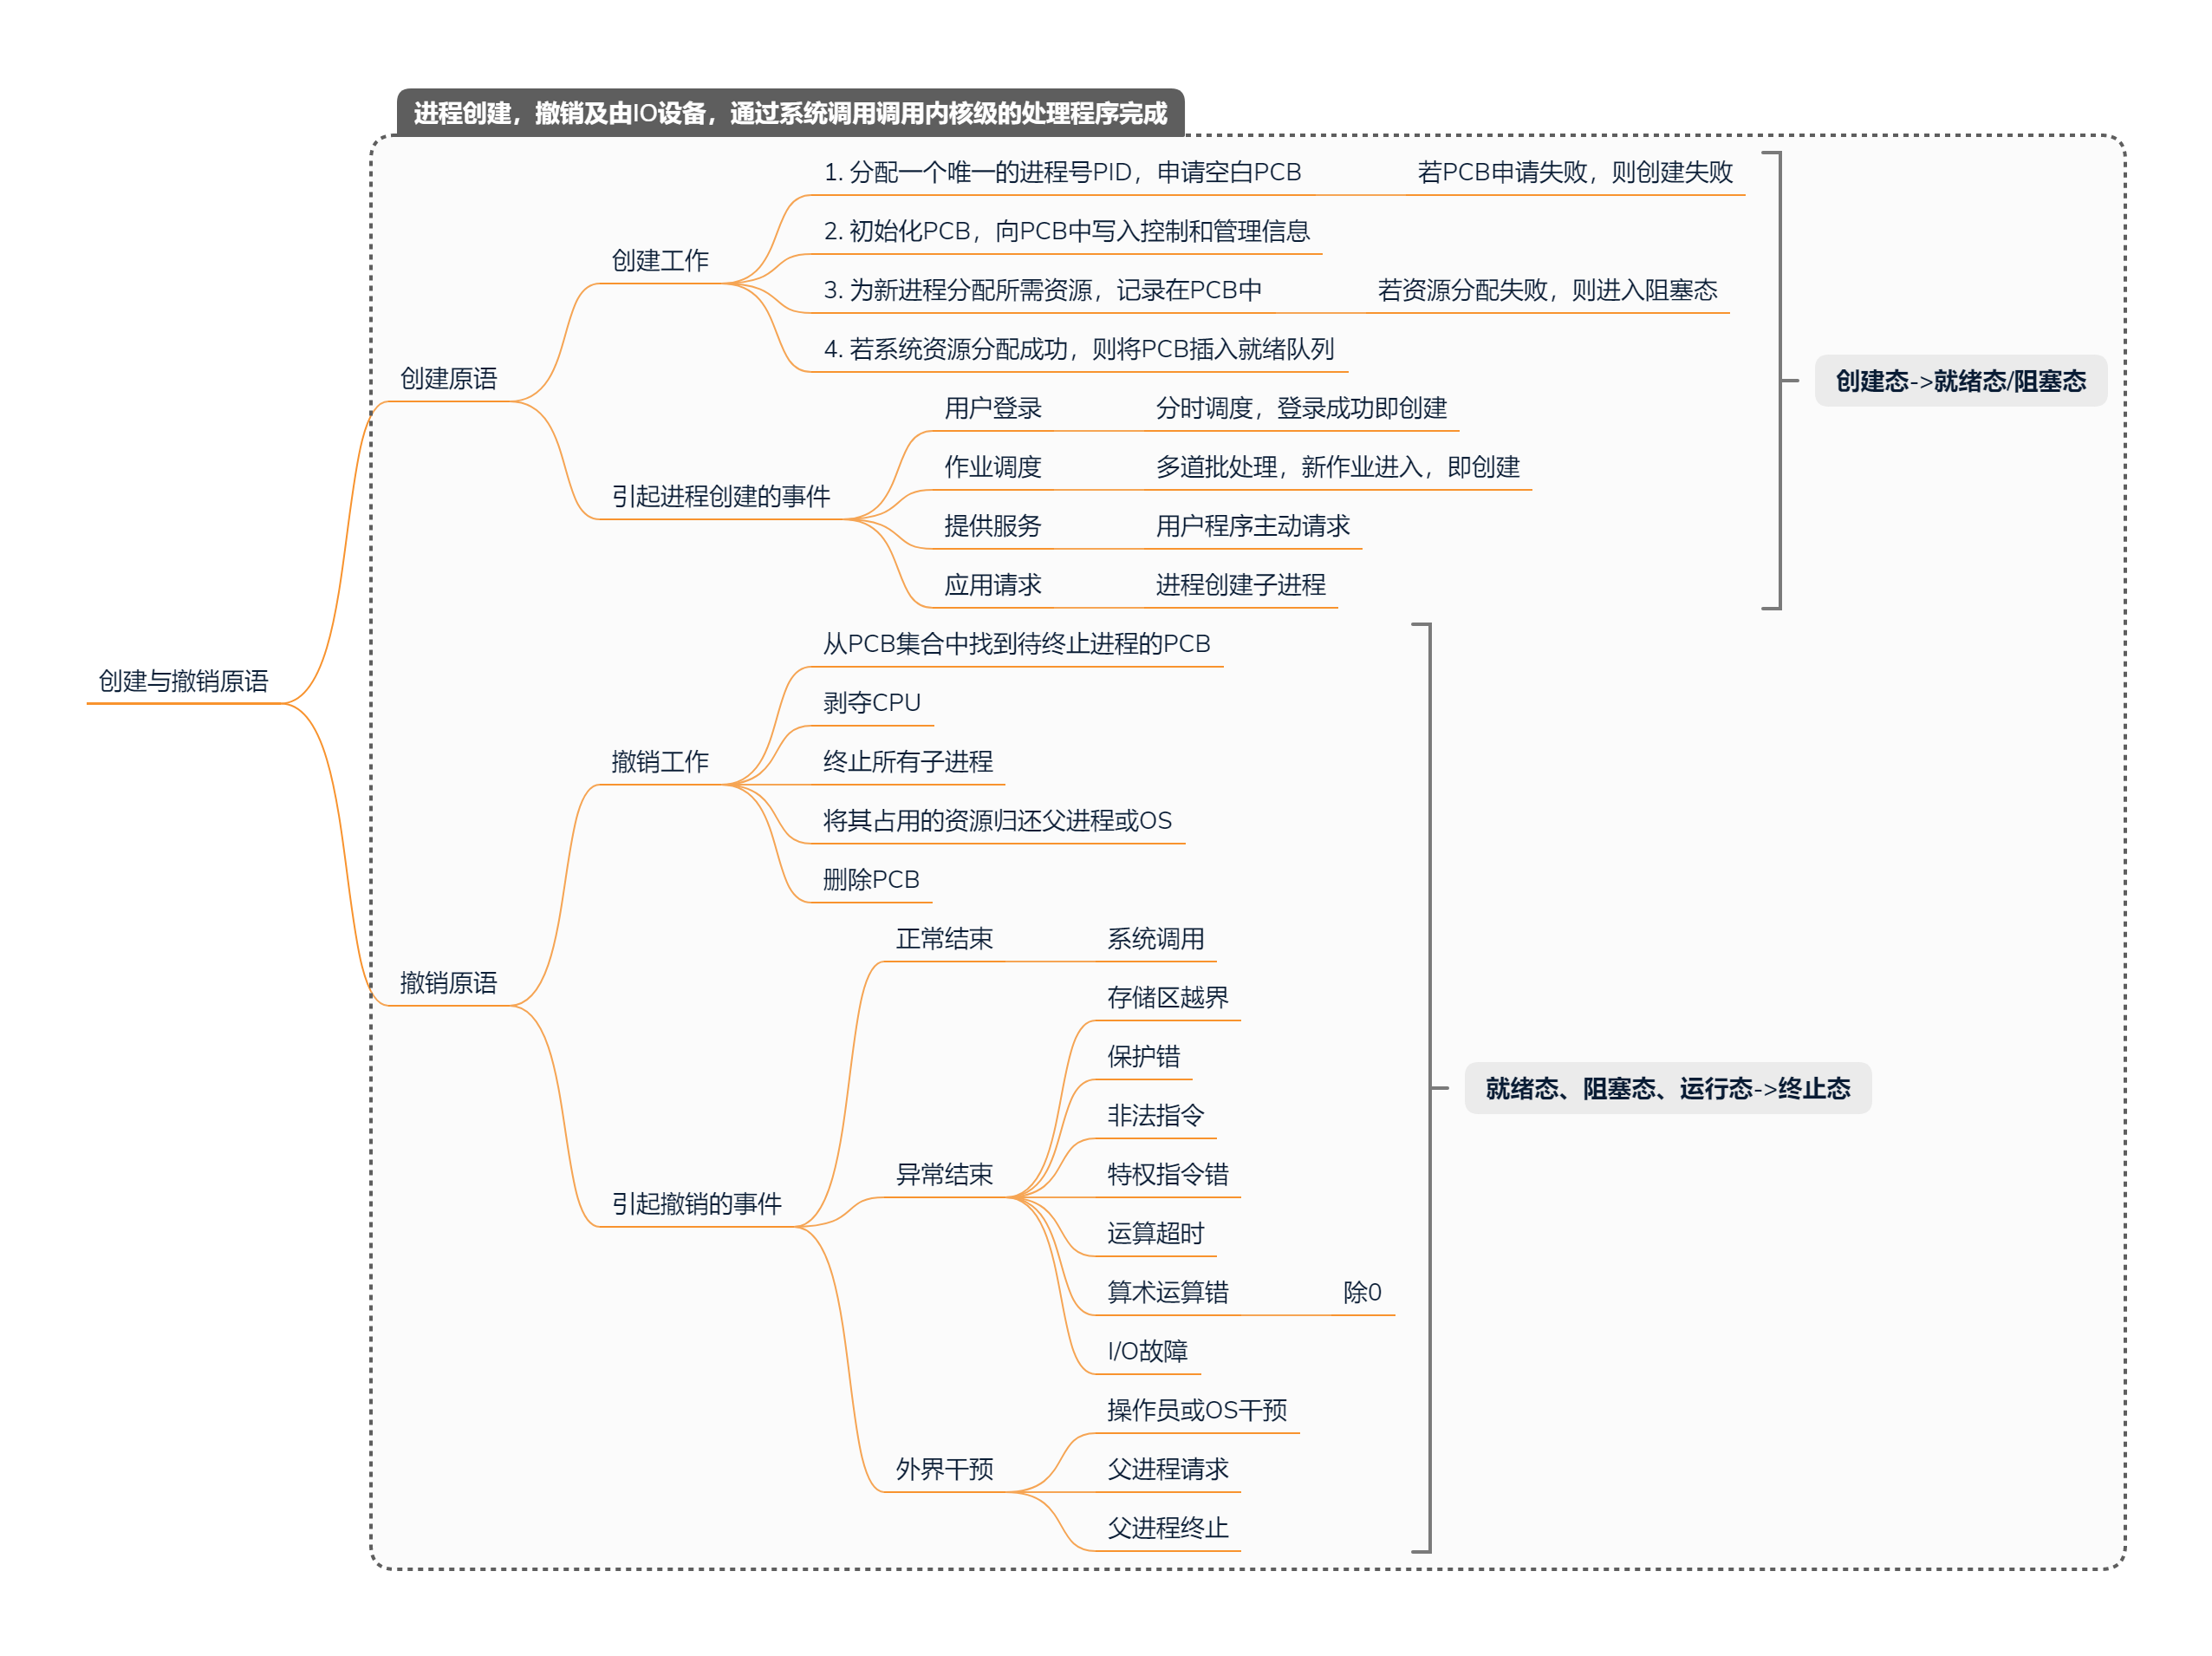 进程创建，撤销及由IO设备，通过系统调用调用内核级的处理程序完成
创建与撤销原语
创建原语
创建工作
1. 分配一个唯一的进程号PID，申请空白PCB
若PCB申请失败，则创建失败
2. 初始化PCB，向PCB中写入控制和管理信息
3. 为新进程分配所需资源，记录在PCB中
若资源分配失败，则进入阻塞态
4. 若系统资源分配成功，则将PCB插入就绪队列
引起进程创建的事件
用户登录
分时调度，登录成功即创建
作业调度
多道批处理，新作业进入，即创建
提供服务
用户程序主动请求
应用请求
进程创建子进程
创建态->就绪态/阻塞态
撤销原语
撤销工作
从PCB集合中找到待终止进程的PCB
剥夺CPU
终止所有子进程
将其占用的资源归还父进程或OS
删除PCB
引起撤销的事件
正常结束
系统调用
异常结束
存储区越界
保护错
非法指令
特权指令错
运算超时
算术运算错
除0
I/O故障
外界干预
操作员或OS干预
父进程请求
父进程终止
就绪态、阻塞态、运行态->终止态